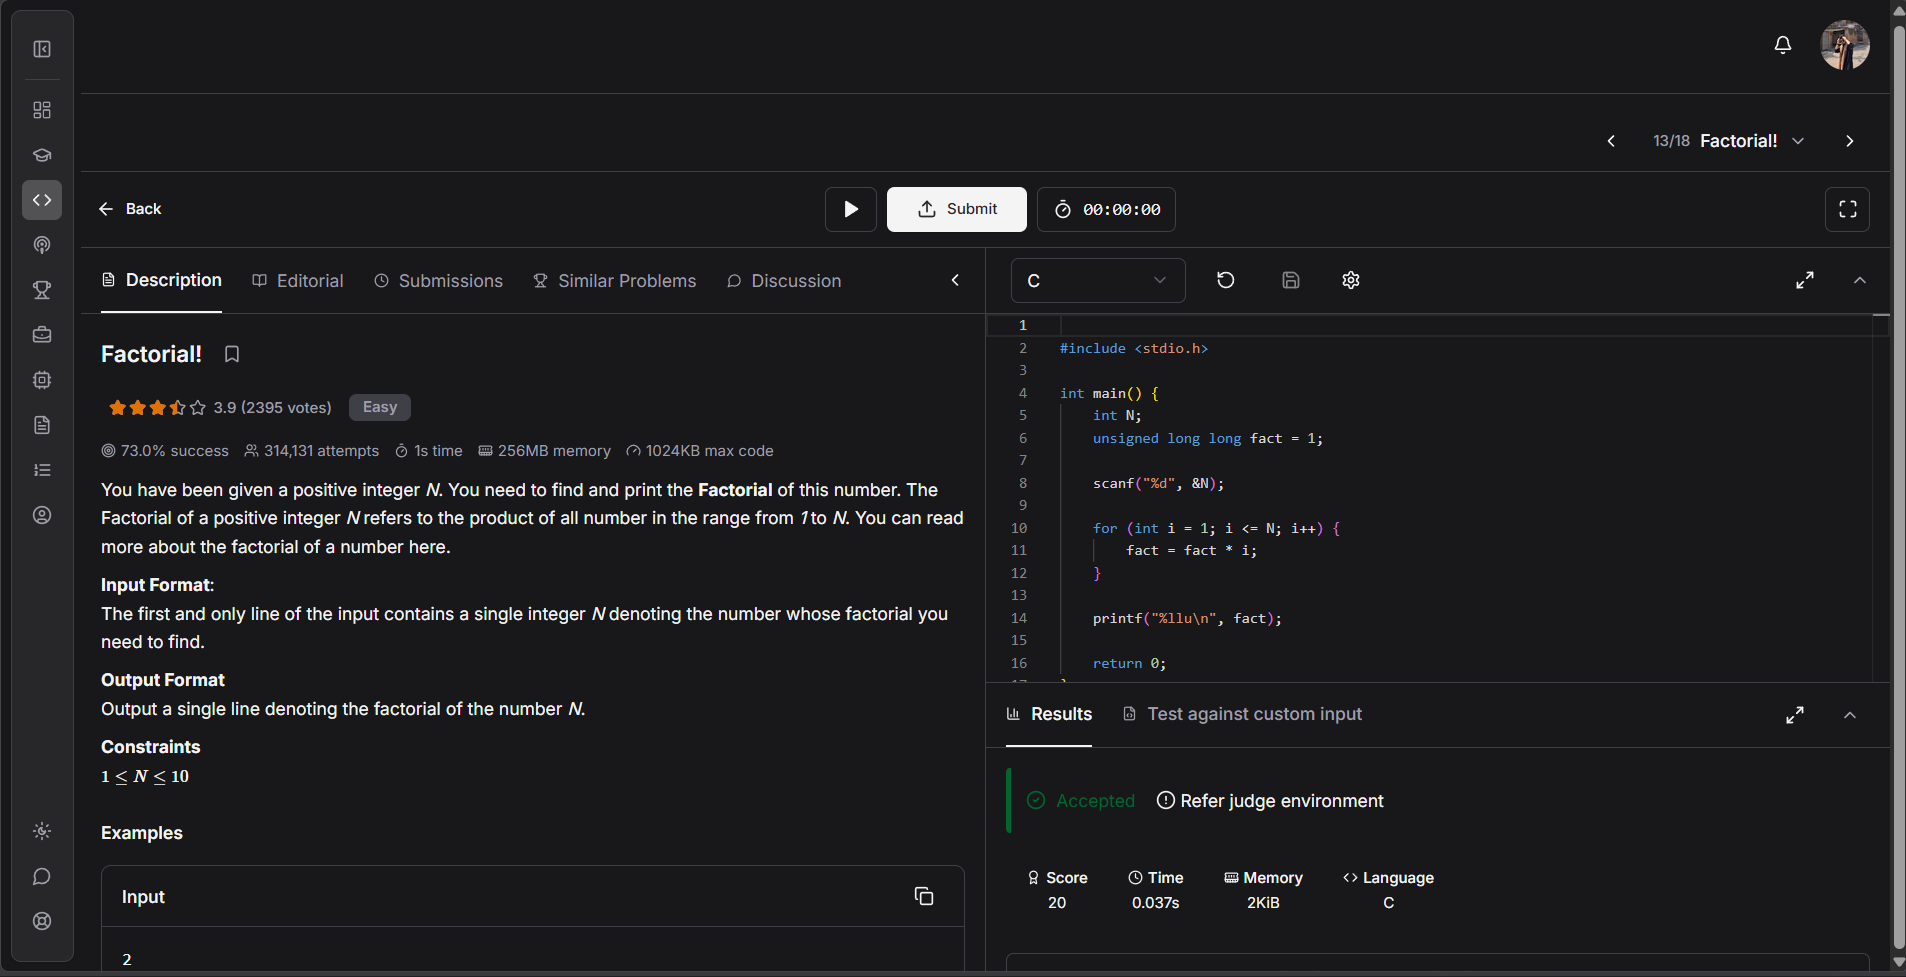 13/18 Factorial!
Back
Submit
00:00:00
Description Editorial Submissions Similar Problems Discussion
Factorial!
3.9 (2395 votes) Easy
73.0% success 314,131 attempts 1s time 256MB memory 1024KB max code
You have been given a positive integer N. You need to find and print the Factorial of this number. The
Factorial of a positive integer N refers to the product of all number in the range from 1 to N. You can read
more about the factorial of a number here.
Input Format:
The first and only line of the input contains a single integer N denoting the number whose factorial you
need to find.
Output Format
Output a single line denoting the factorial of the number N.
Constraints
1 ≤ N ≤ 10
Examples
Input
2
C
1
2 #include <stdio.h>
3
4 int main() {
5 int N;
6 unsigned long long fact = 1;
7
8 scanf("%d", &N);
9
10 for (int i = 1; i <= N; i++) {
11 fact = fact * i;
12 }
13
14 printf("%llu\n", fact);
15
16 return 0;
Results Test against custom input
Accepted Refer judge environment
Score Time Memory Language
20 0.037s 2KiB C